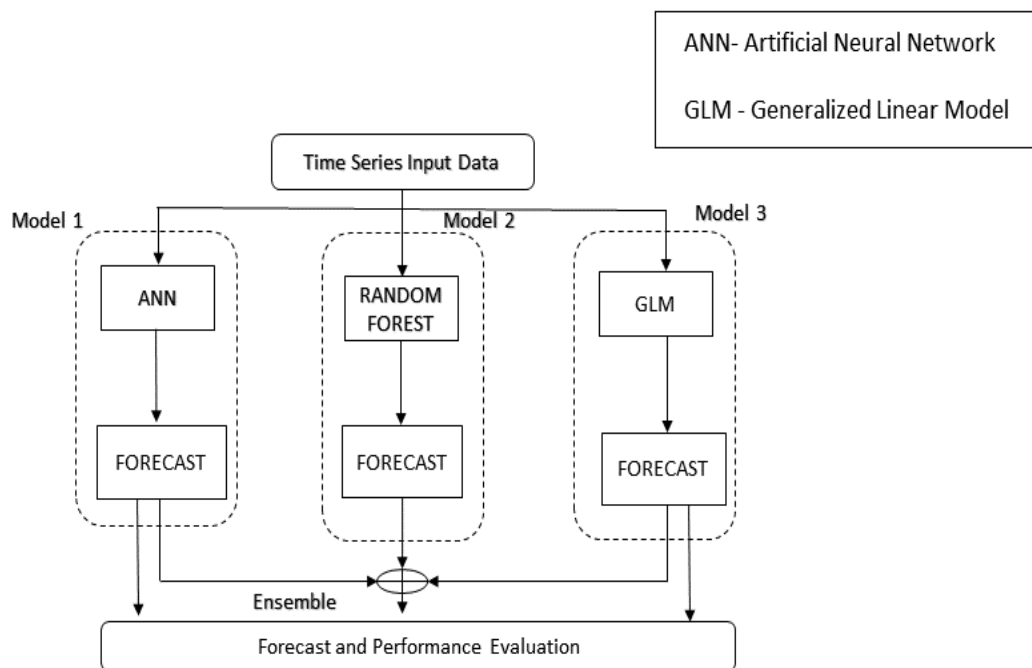 ANN- Artificial Neural Network
GLM - Generalized Linear Model
Time Series Input Data
Model 1
Model 2
Model 3
ANN
RANDOM
FOREST
GLM
FORECAST
FORECAST
FORECAST
Ensemble
Forecast and Performance Evaluation